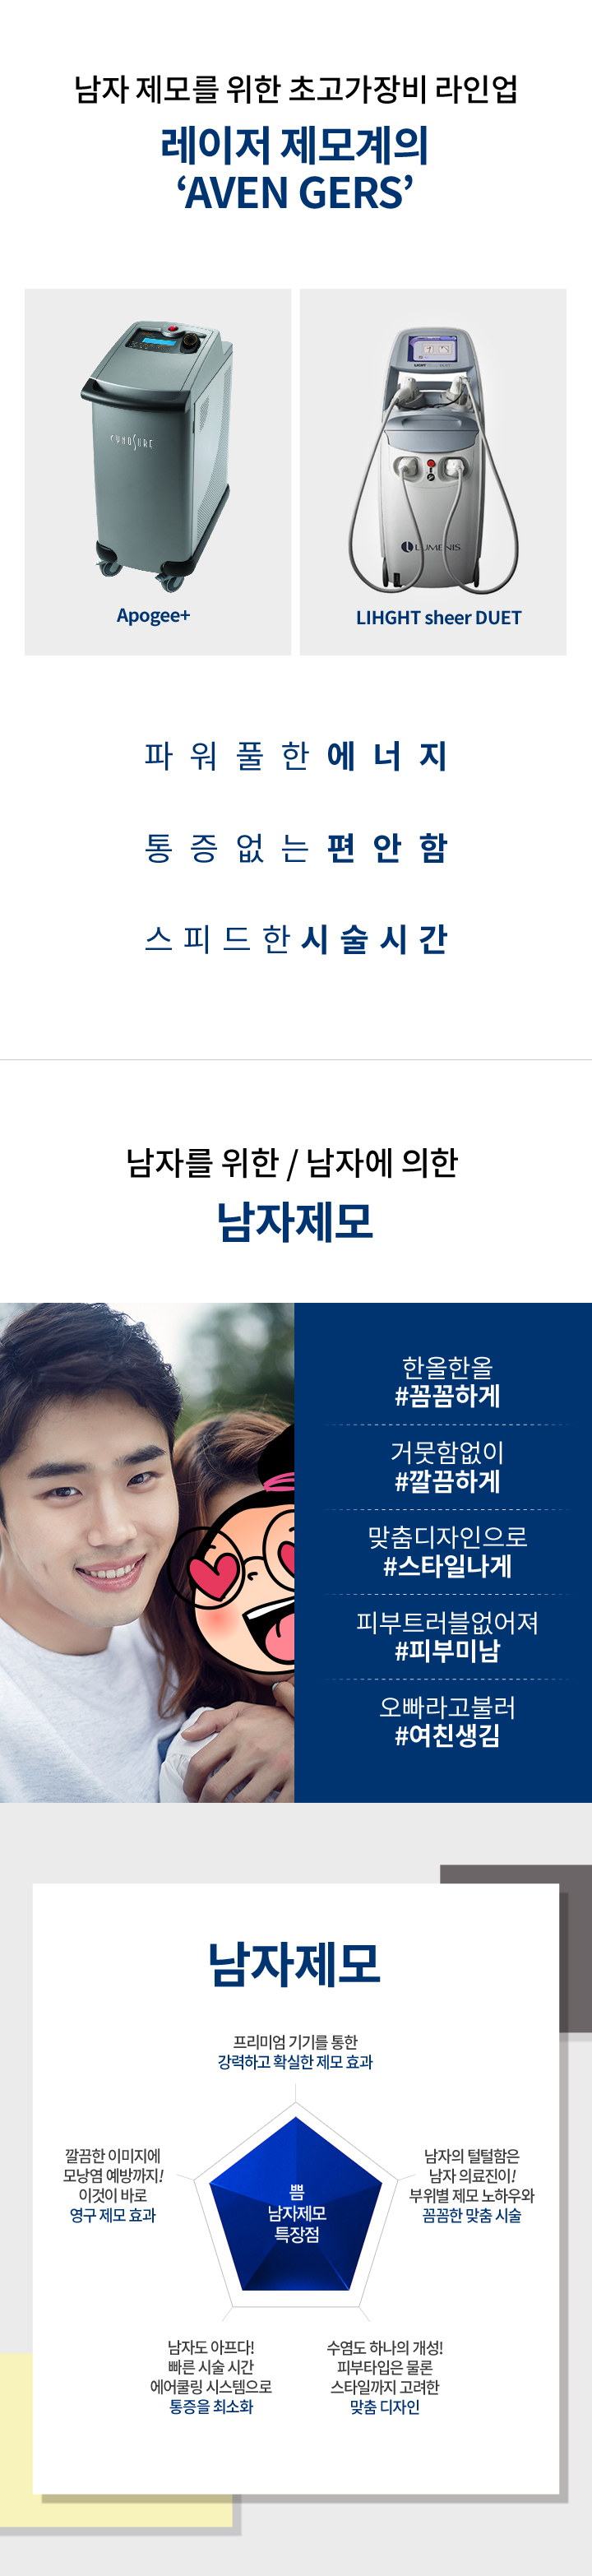 남자 제모를 위한 초고가장비 라인업
레이저 제모계의
‘AVEN GERS’
CYNOSURE
LUMENIS
Apogee+
LIHGHT sheer DUET
파워풀한 에너지
통증없는 편안함
스피드한 시술시간
남자를 위한 / 남자에 의한
남자제모
한올한올
#꼼꼼하게
거뭇함없이
#깔끔하게
맞춤디자인으로
#스타일나게
피부트러블없어져
#피부미남
오빠라고불러
#여친생김
남자제모
프리미엄 기기를 통한
강력하고 확실한 제모 효과
깔끔한 이미지에
모낭염 예방까지!
이것이 바로
영구 제모 효과
남자의 털털함은
남자 의료진이!
부위별 제모 노하우와
꼼꼼한 맞춤 시술
쁨
남자제모
특장점
남자도 아프다!
빠른 시술 시간
에어쿨링 시스템으로
통증을 최소화
수염도 하나의 개성!
피부타입은 물론
스타일까지 고려한
맞춤 디자인